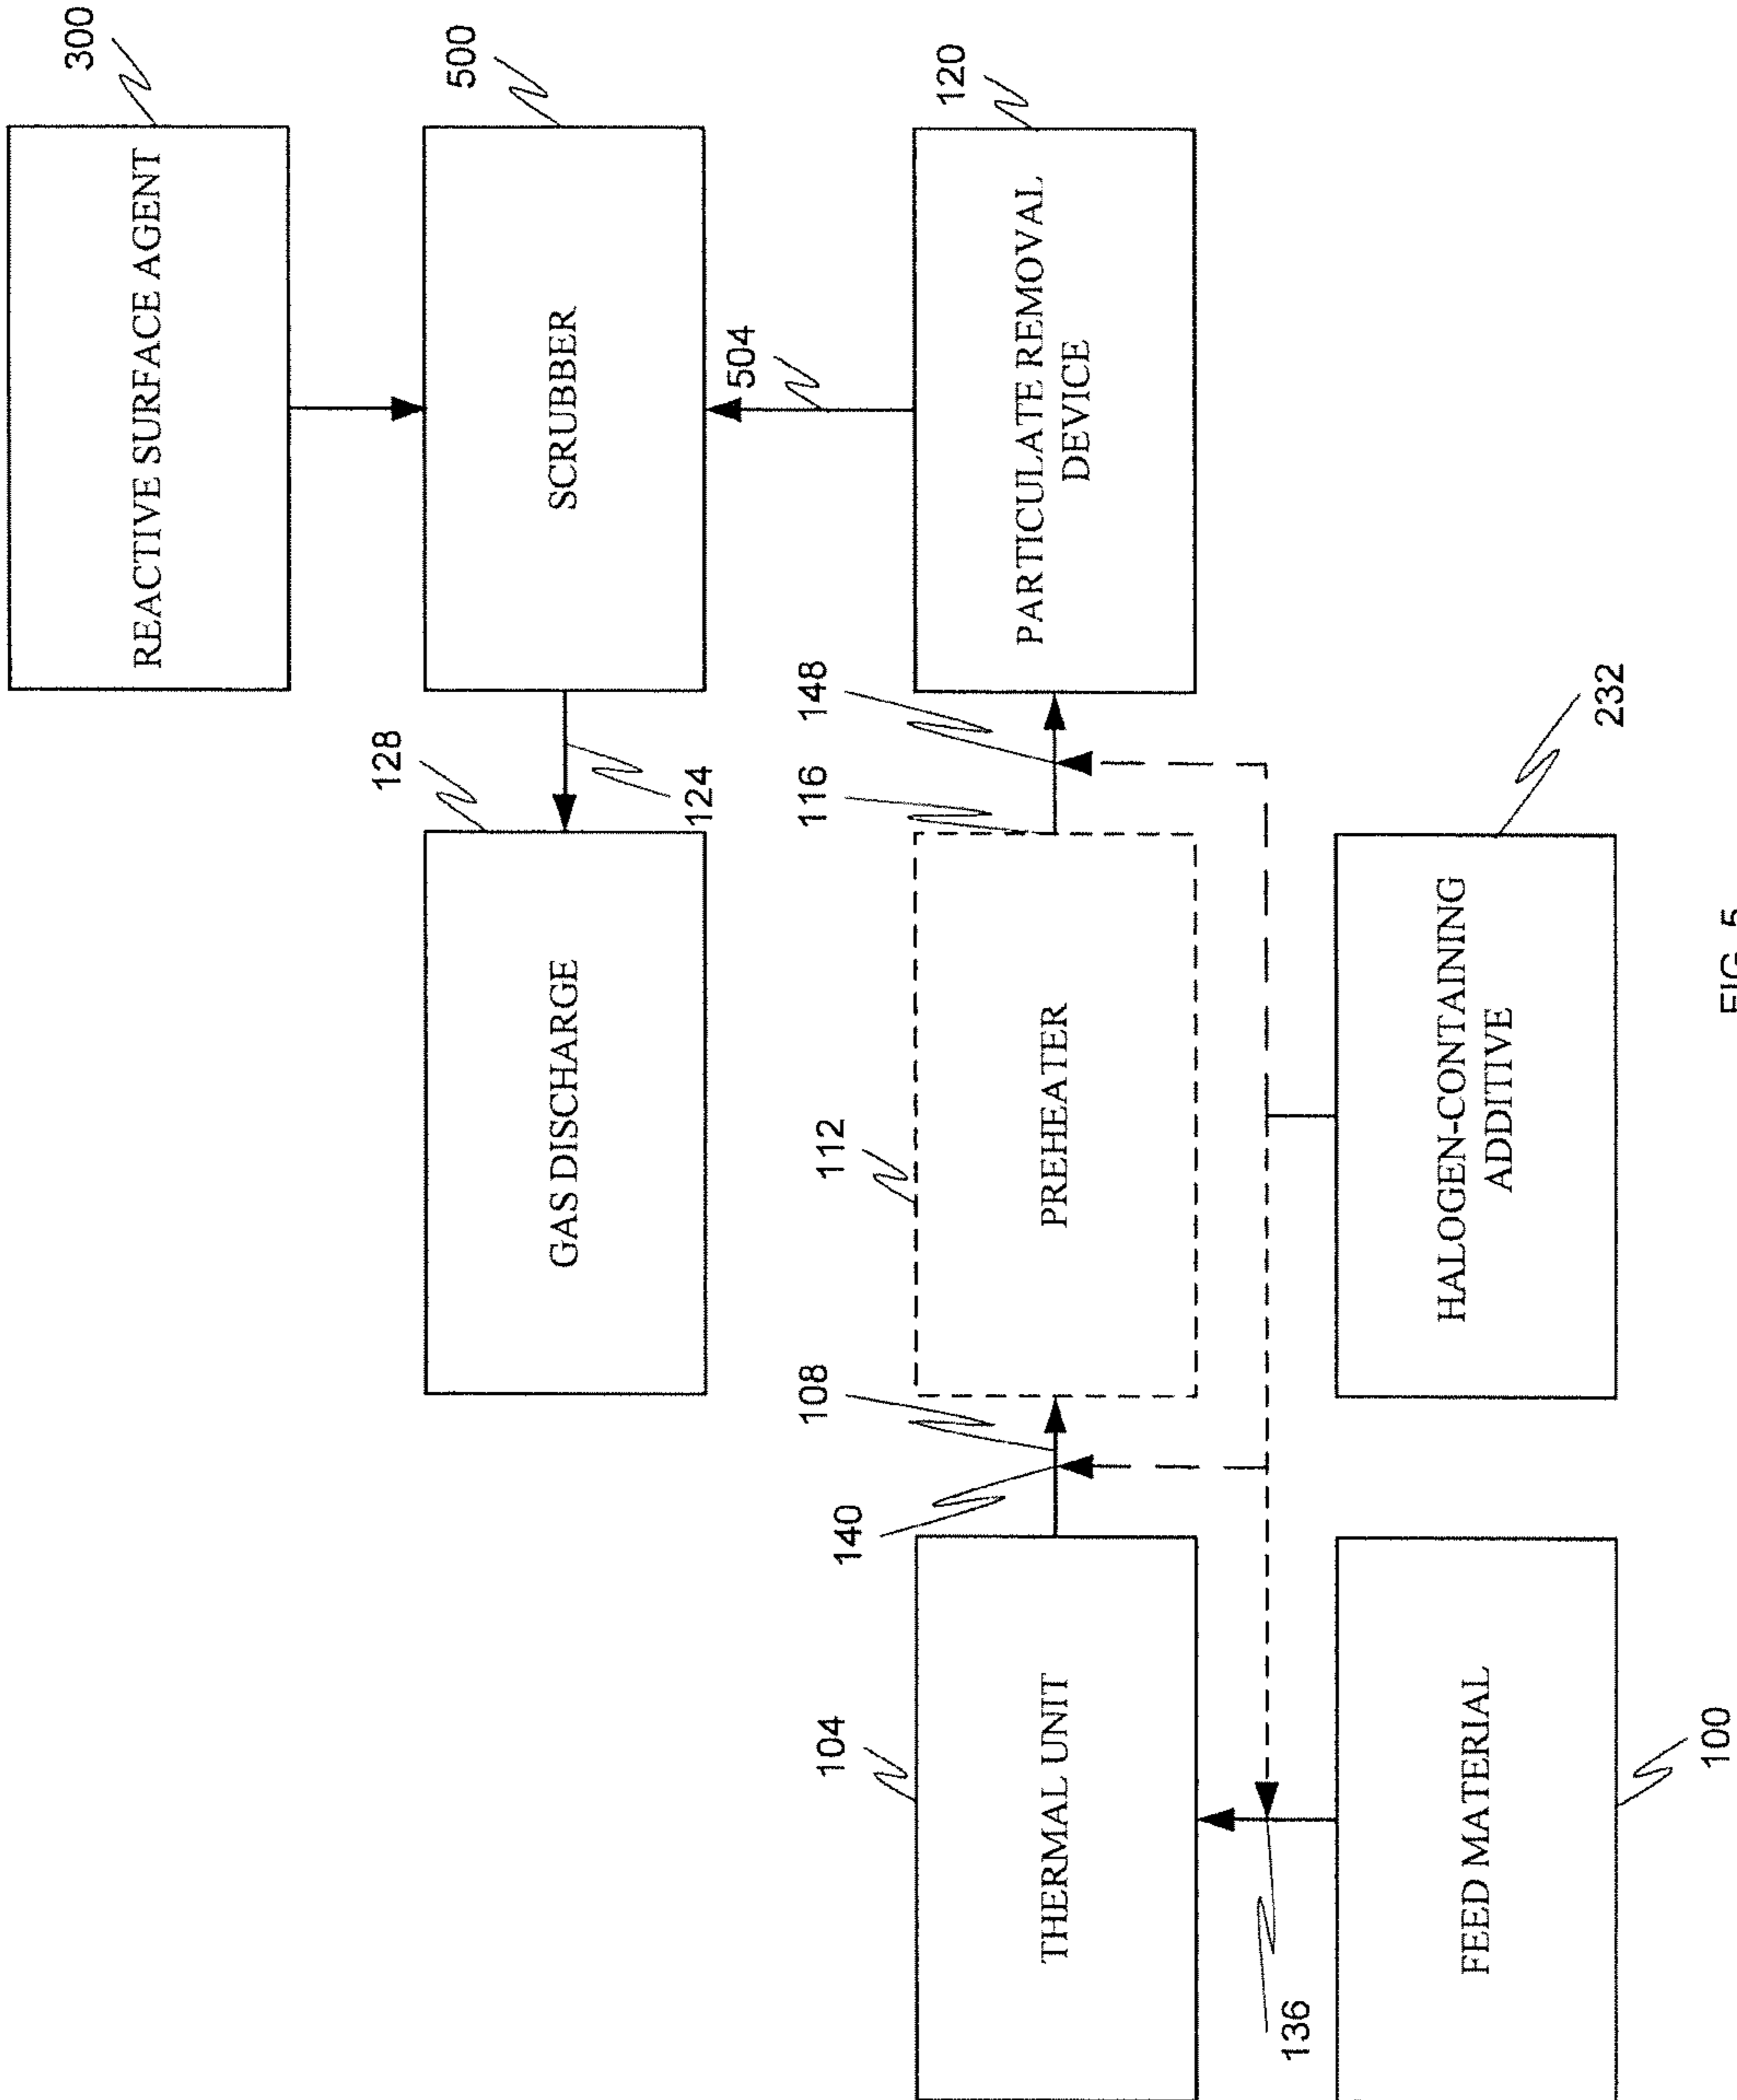 300
REACTIVE SURFACE AGENT
128
500
GAS DISCHARGE
SCRUBBER
124
504
104
140
108
112
116
148
120
THERMAL UNIT
PREHEATER
PARTICULATE REMOVAL
DEVICE
136
FEED MATERIAL
HALOGEN-CONTAINING
ADDITIVE
232
100
FIG. 5